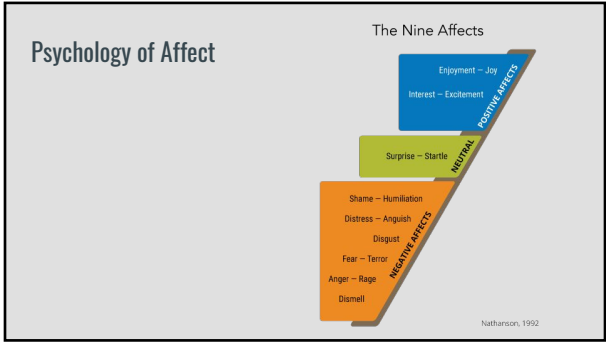 Psychology of Affect
The Nine Affects
Enjoyment — Joy
Interest — Excitement
POSITIVE AFFECTS
Surprise — Startle
NEUTRAL
Shame — Humiliation
Distress — Anguish
Disgust
Fear — Terror
Anger — Rage
Dismell
NEGATIVE AFFECTS
Nathanson, 1992